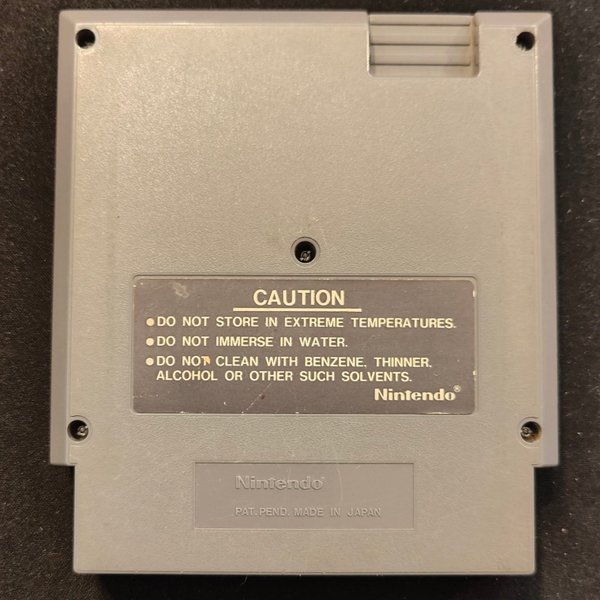 CAUTION
•DO NOT STORE IN EXTREME TEMPERATURES.
•DO NOT IMMERSE IN WATER.
•DO NOT CLEAN WITH BENZENE, THINNER,
ALCOHOL OR OTHER SUCH SOLVENTS.
Nintendo®
Nintendo®
PAT. PEND. MADE IN JAPAN